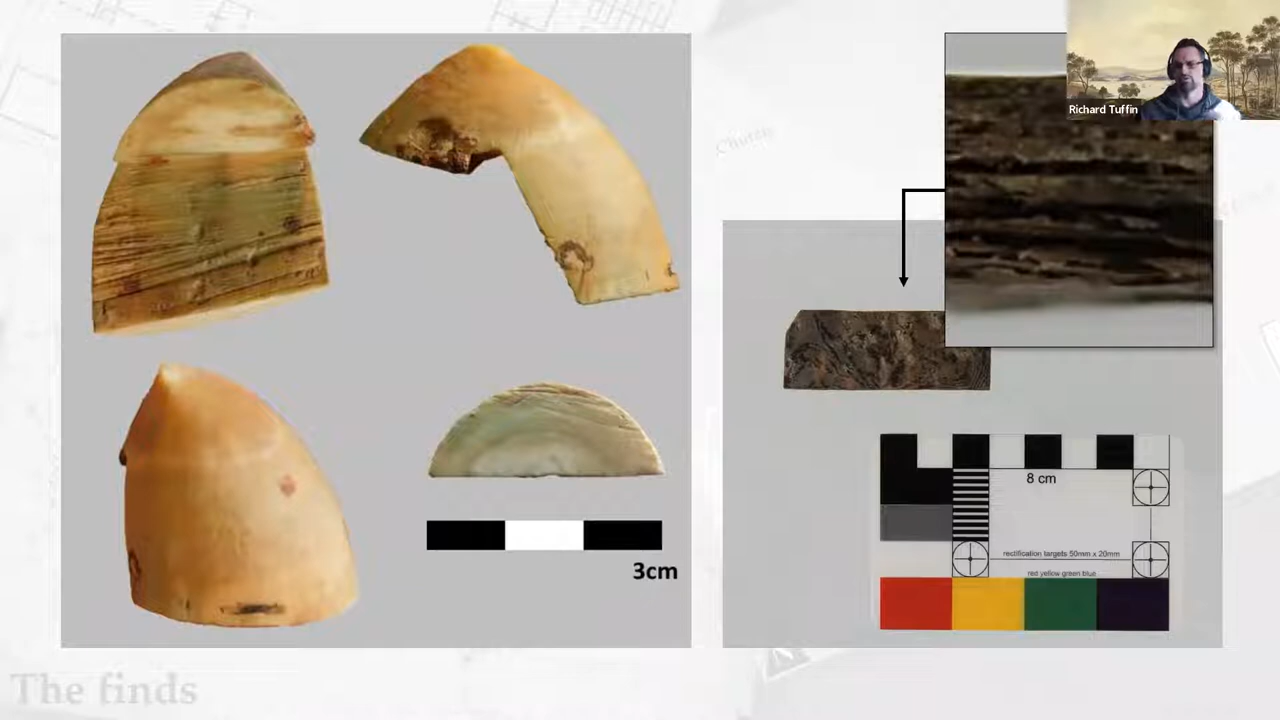 Richard Tuffin
3cm
8 cm
rectification targets 50mm x 20mm
red yellow green blue
The finds